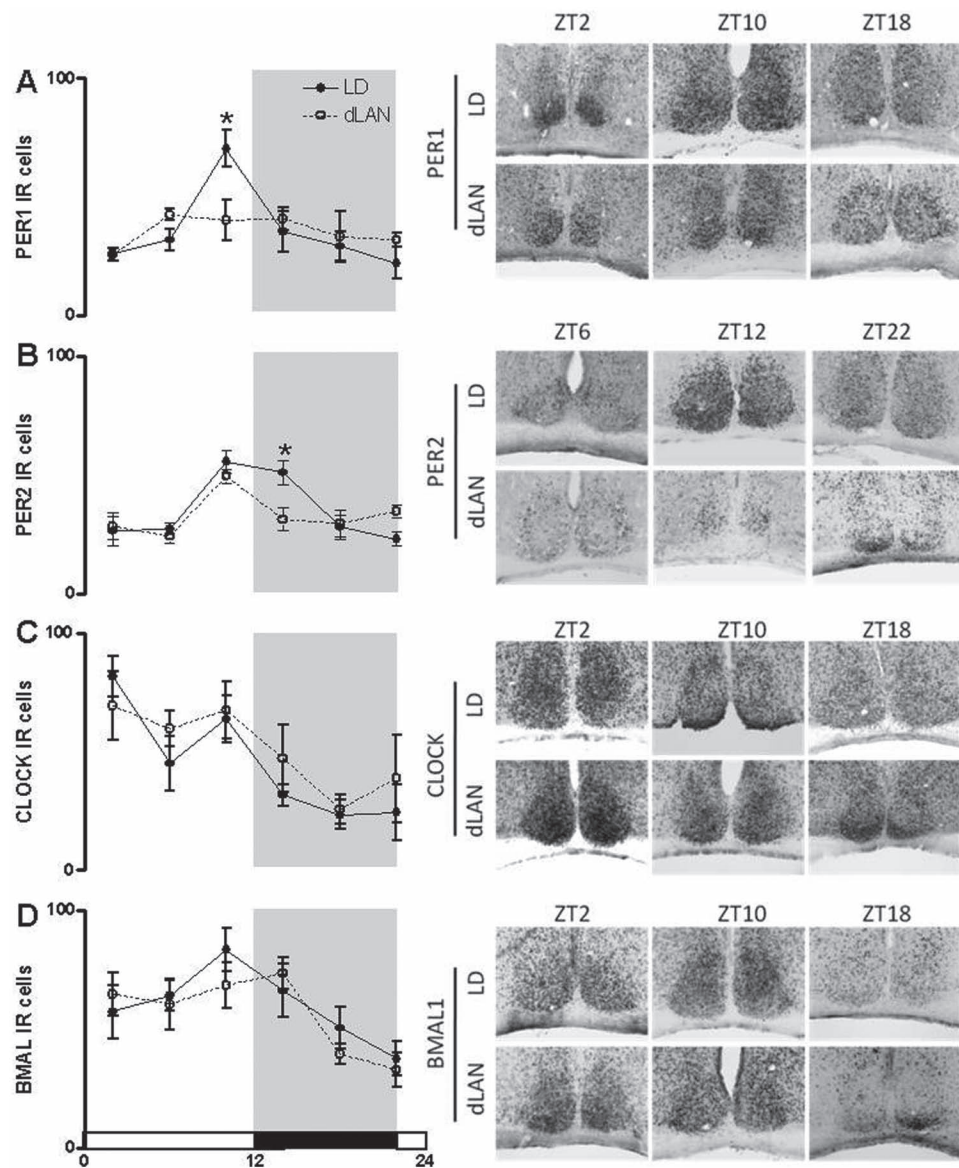 A
100
PER1 IR cells
0
*
LD
dLAN
PER1
LD
dLAN
ZT2 ZT10 ZT18
B
100
PER2 IR cells
0
*
PER2
LD
dLAN
ZT6 ZT12 ZT22
C
100
CLOCK IR cells
0
CLOCK
LD
dLAN
ZT2 ZT10 ZT18
D
100
BMAL IR cells
0
BMAL1
LD
dLAN
ZT2 ZT10 ZT18
0 12 24